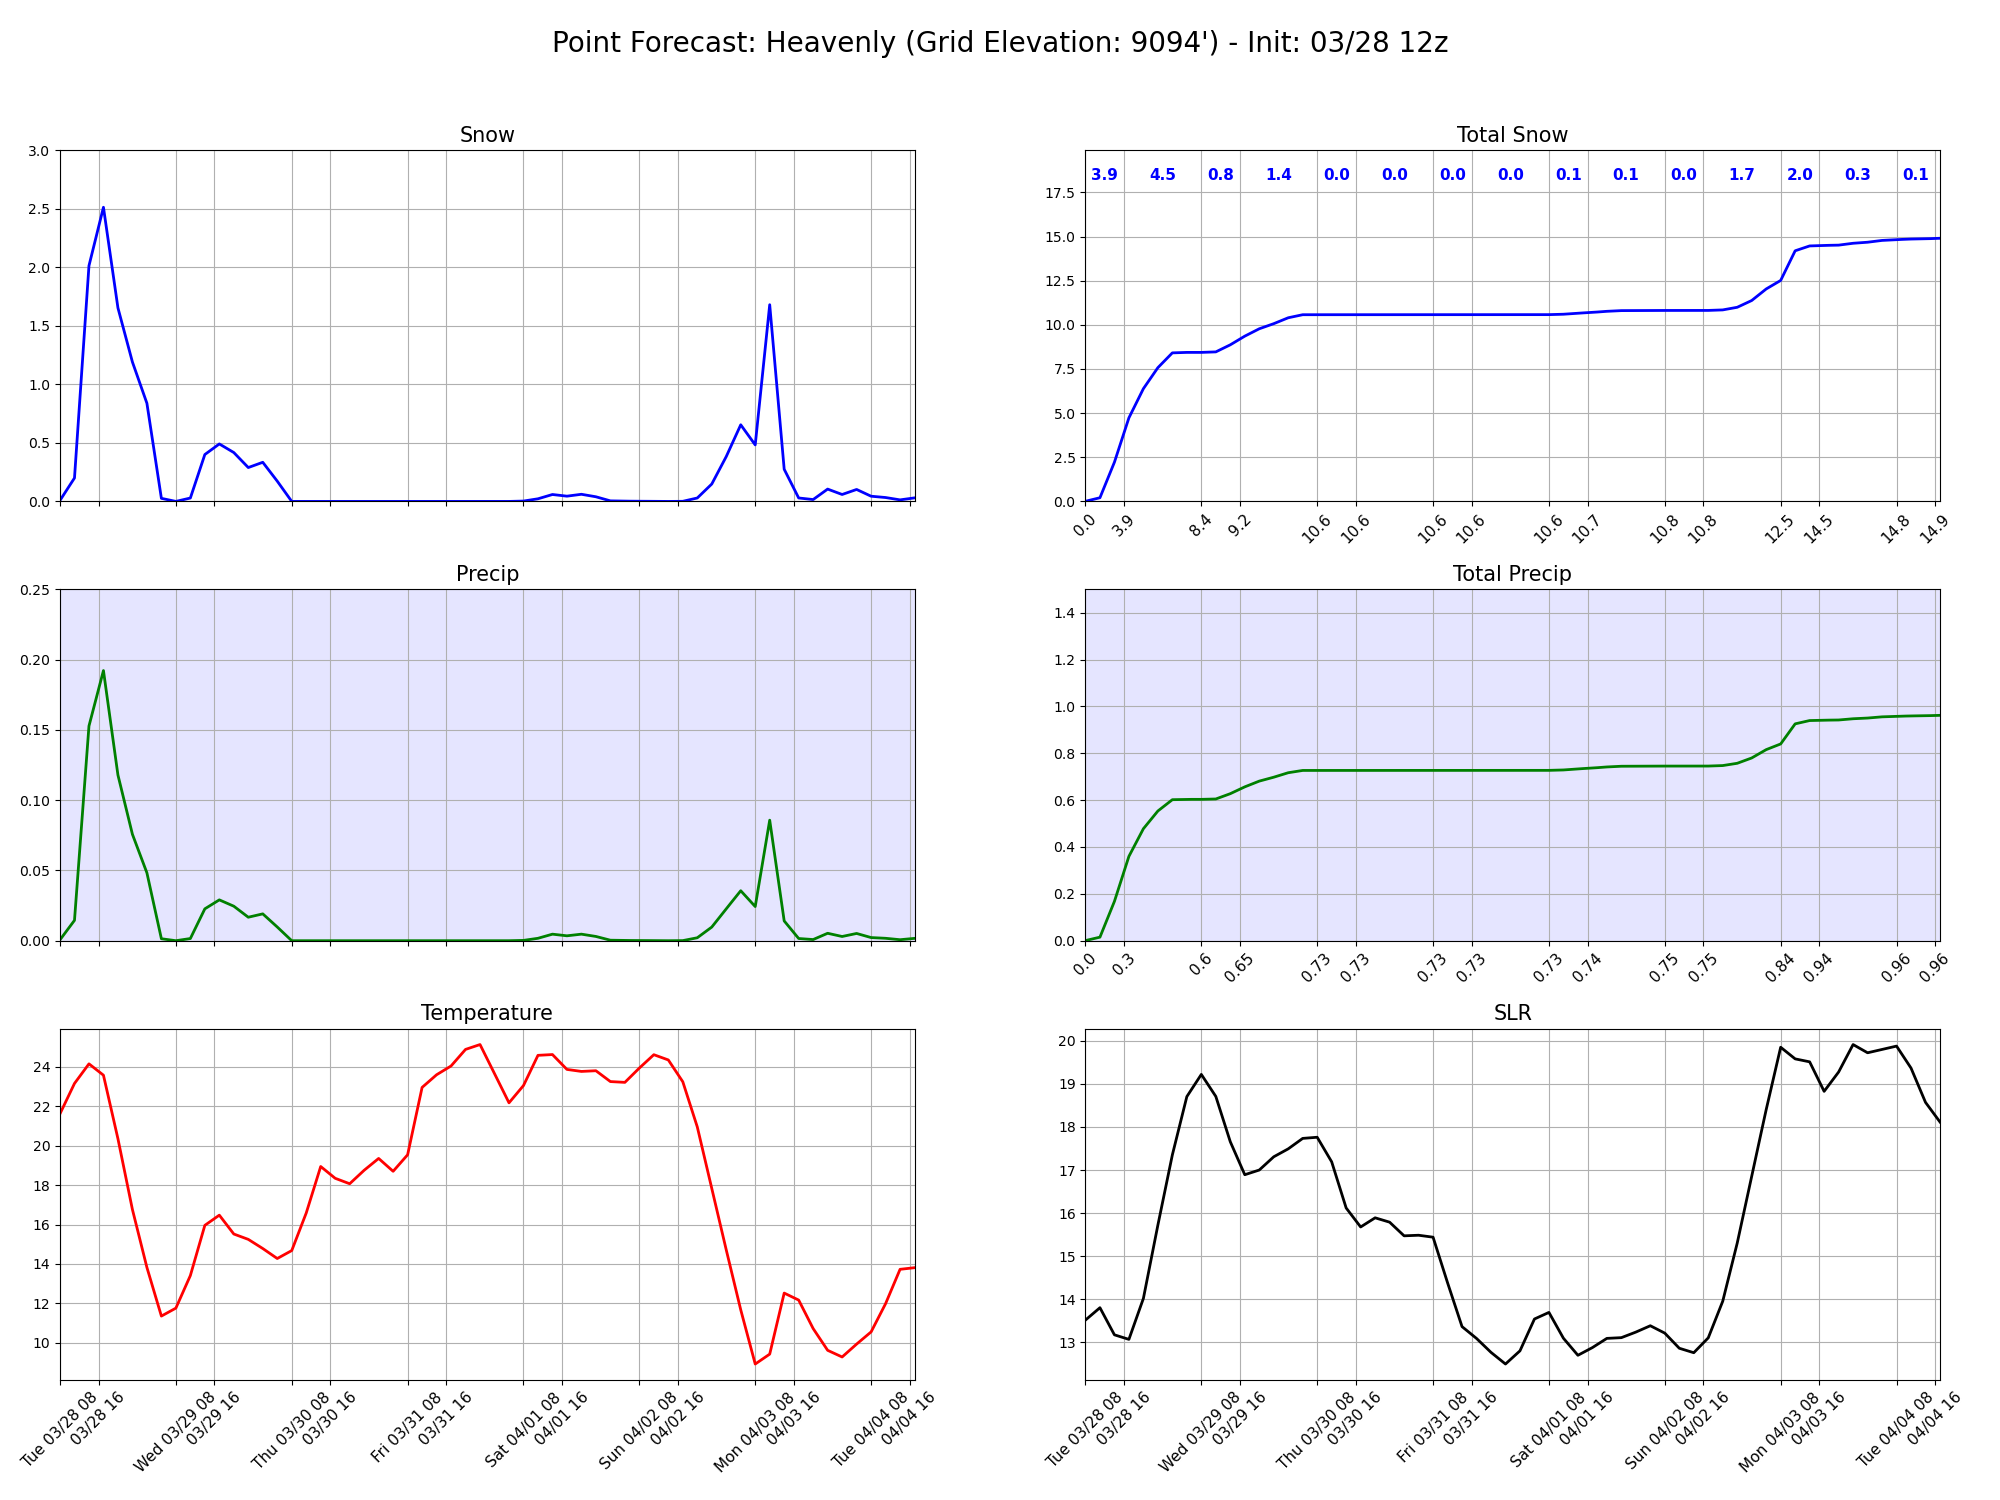 Point Forecast: Heavenly (Grid Elevation: 9094') - Init: 03/28 12z
Snow
3.0
2.5
2.0
1.5
1.0
0.5
0.0
Total Snow
3.9 4.5 0.8 1.4 0.0 0.0 0.0 0.0 0.1 0.1 0.0 1.7 2.0 0.3 0.1
17.5
15.0
12.5
10.0
7.5
5.0
2.5
0.0
0.0 3.9 8.4 9.2 10.6 10.6 10.6 10.6 10.6 10.7 10.8 10.8 12.5 14.5 14.8 14.9
Precip
0.25
0.20
0.15
0.10
0.05
0.00
Total Precip
1.4
1.2
1.0
0.8
0.6
0.4
0.2
0.0
0.0 0.3 0.6 0.65 0.73 0.73 0.73 0.73 0.73 0.74 0.75 0.75 0.84 0.94 0.96 0.96
Temperature
24
22
20
18
16
14
12
10
Tue 03/28 08
03/28 16
Wed 03/29 08
03/29 16
Thu 03/30 08
03/30 16
Fri 03/31 08
03/31 16
Sat 04/01 08
04/01 16
Sun 04/02 08
04/02 16
Mon 04/03 08
04/03 16
Tue 04/04 08
04/04 16
SLR
20
19
18
17
16
15
14
13
Tue 03/28 08
03/28 16
Wed 03/29 08
03/29 16
Thu 03/30 08
03/30 16
Fri 03/31 08
03/31 16
Sat 04/01 08
04/01 16
Sun 04/02 08
04/02 16
Mon 04/03 08
04/03 16
Tue 04/04 08
04/04 16